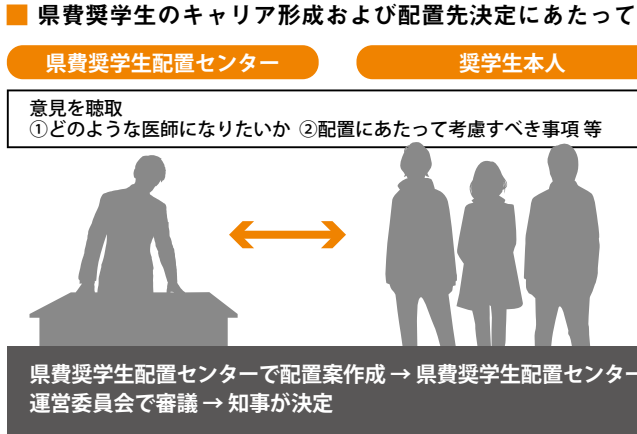 ■ 県費奨学生のキャリア形成および配置先決定にあたって
県費奨学生配置センター
奨学生本人
意見を聴取
①どのような医師になりたいか ②配置にあたって考慮すべき事項 等
県費奨学生配置センターで配置案作成 → 県費奨学生配置センター
運営委員会で審議 → 知事が決定